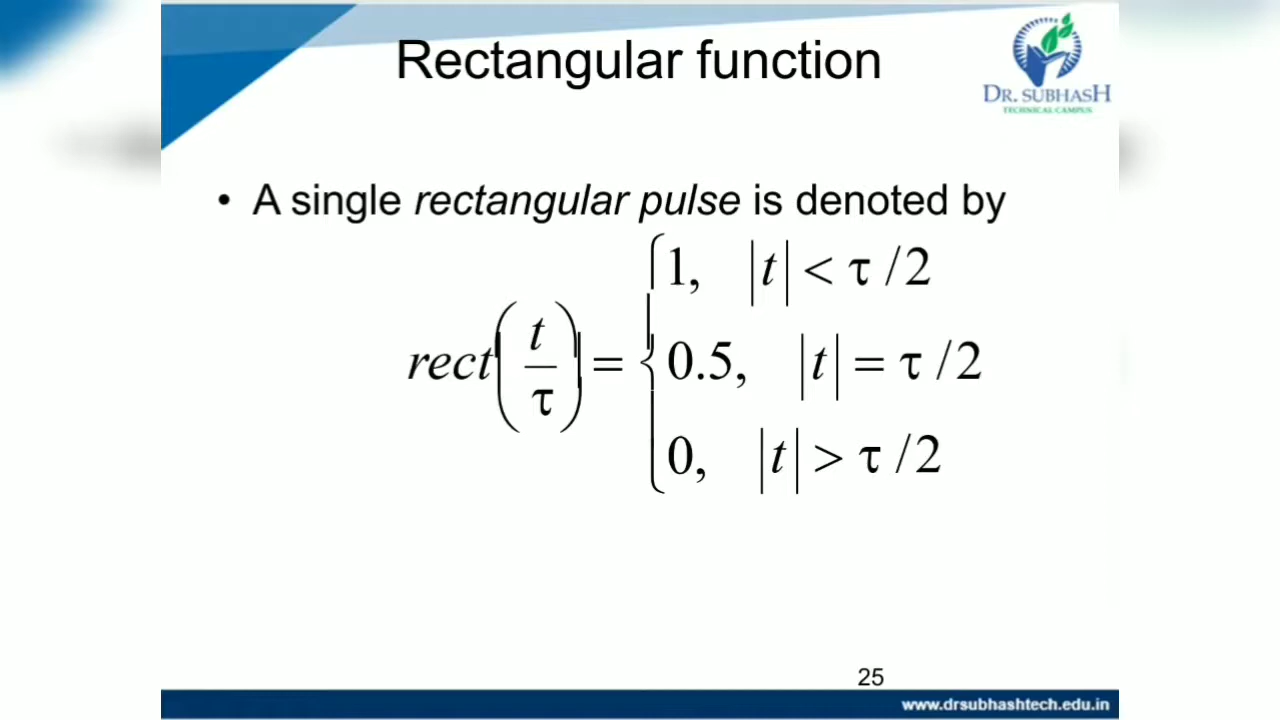 Rectangular function
DR. SUBHASH
TECHNICAL CAMPUS
• A single rectangular pulse is denoted by
rect(t/τ) = { 1, |t| < τ/2
0.5, |t| = τ/2
0, |t| > τ/2
25
www.drsubhashtech.edu.in